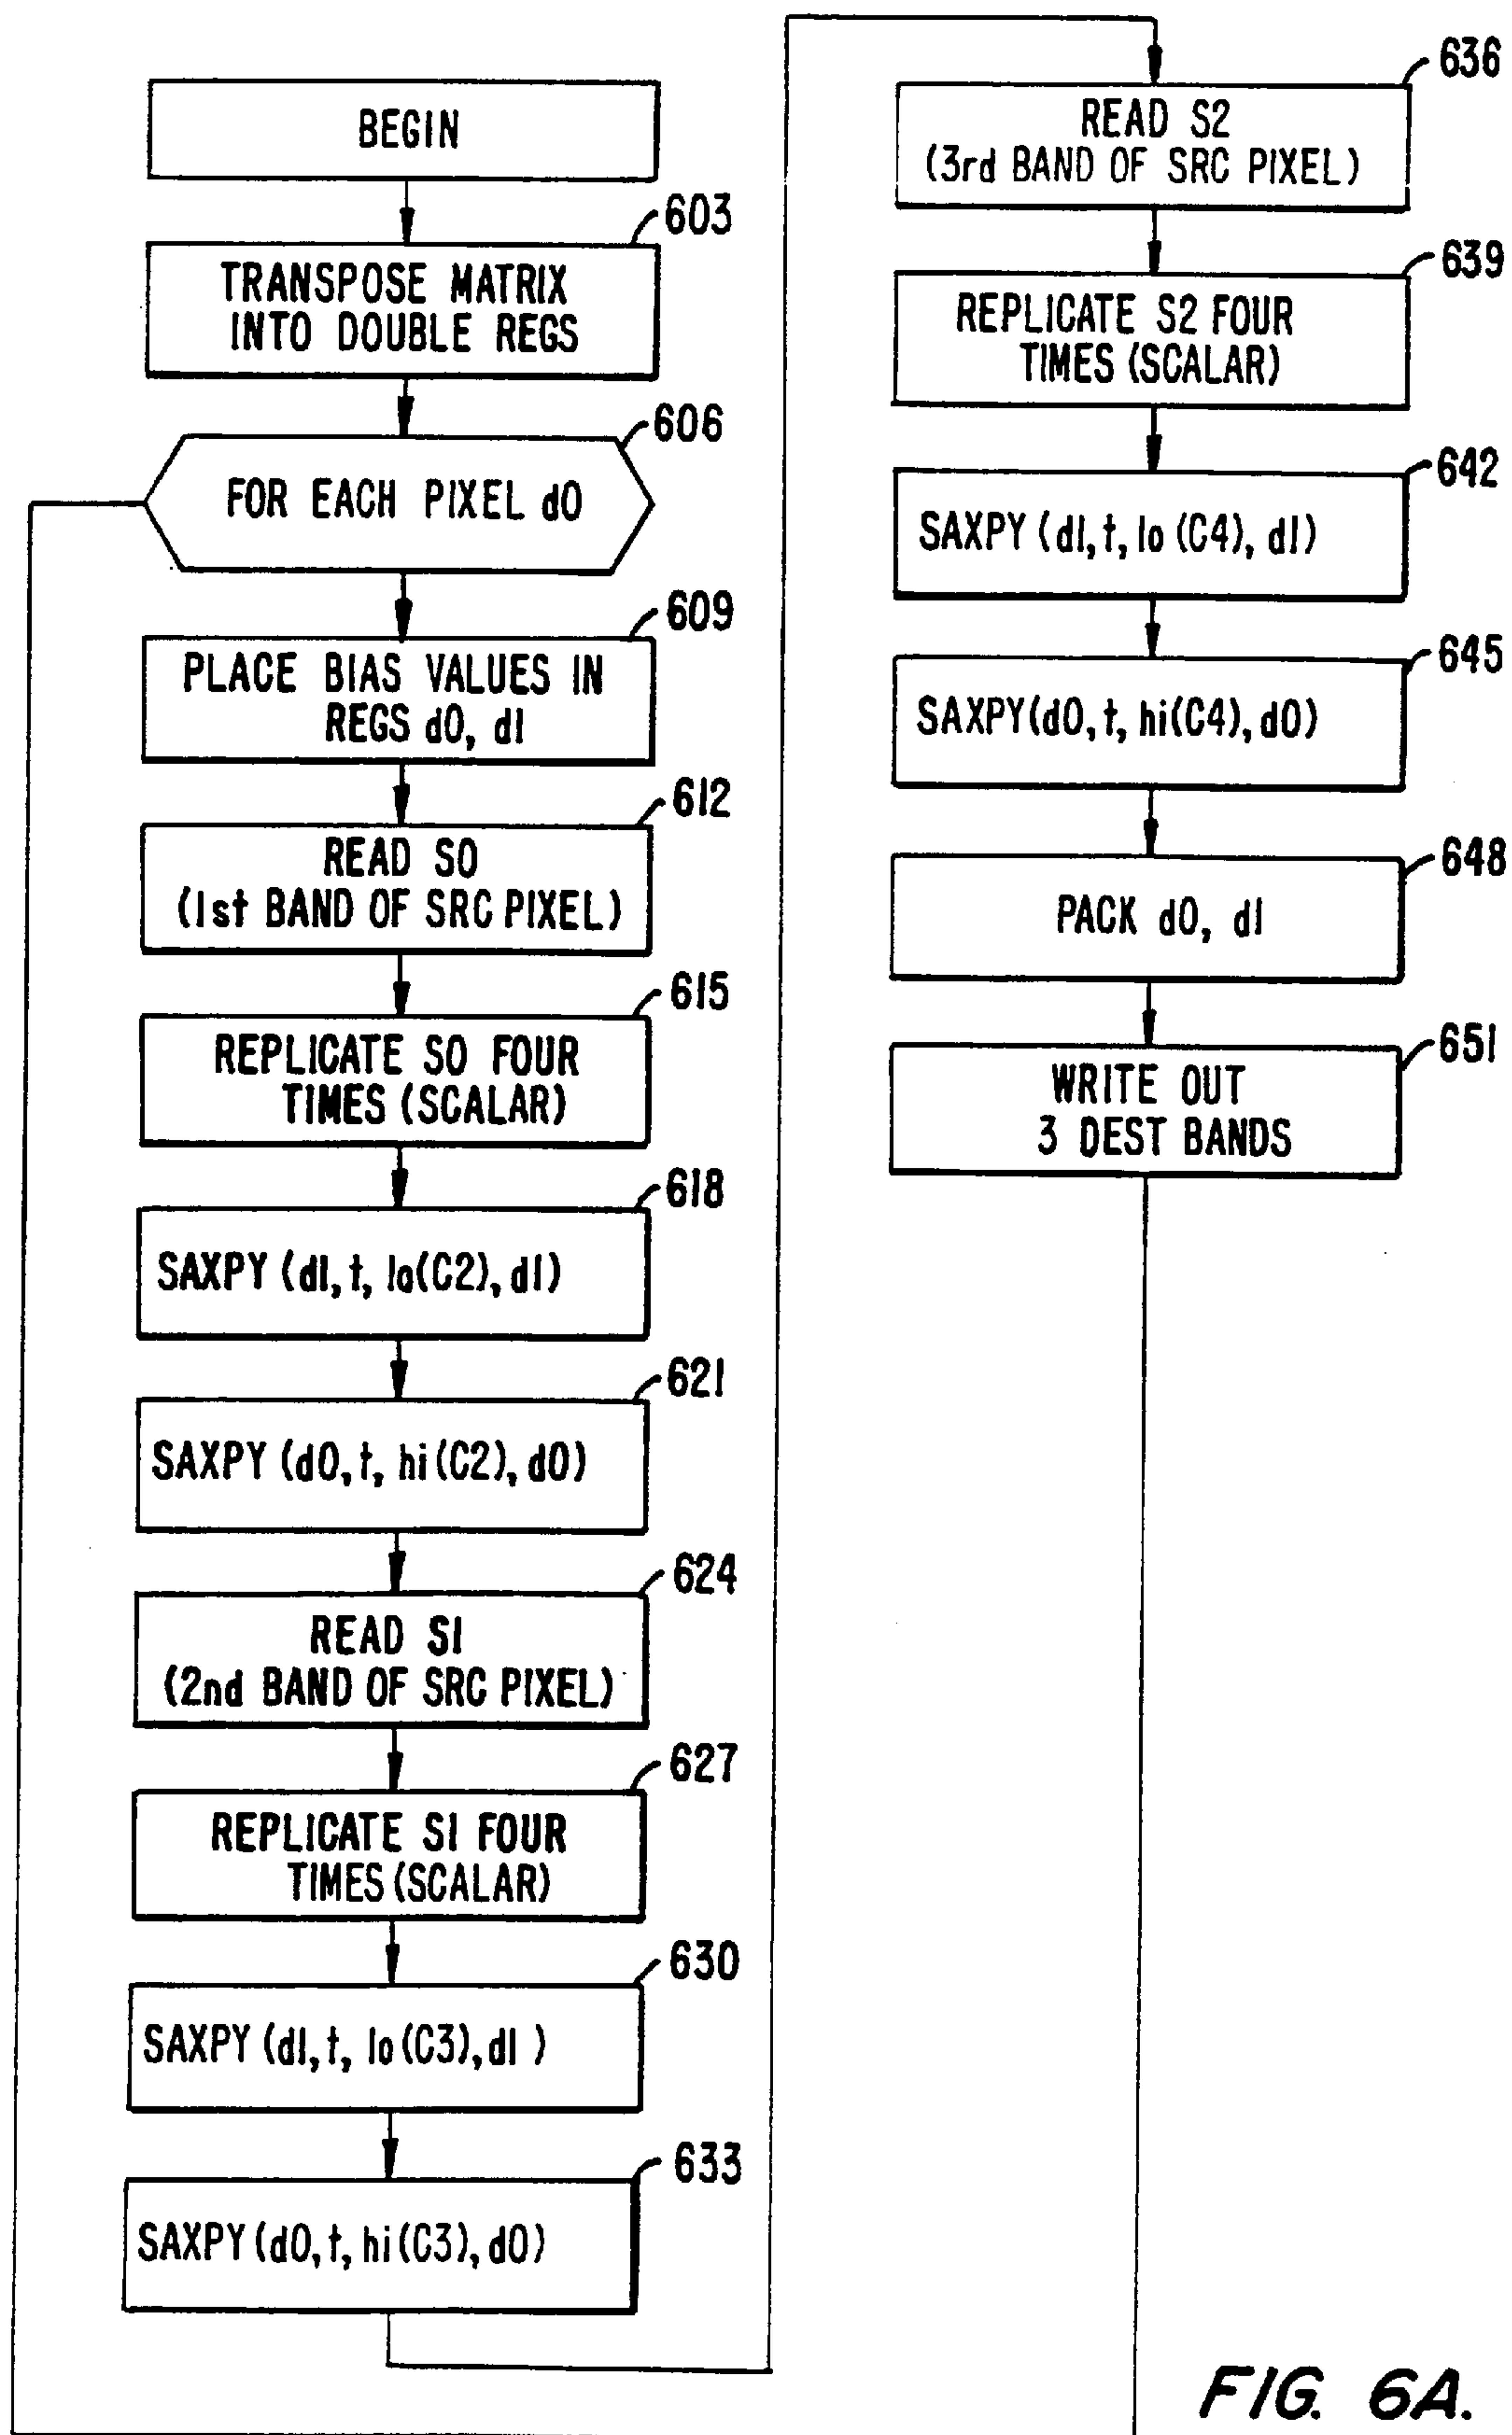 BEGIN
603
TRANSPOSE MATRIX
INTO DOUBLE REGS
606
FOR EACH PIXEL d0
609
PLACE BIAS VALUES IN
REGS d0, d1
612
READ S0
(1st BAND OF SRC PIXEL)
615
REPLICATE S0 FOUR
TIMES (SCALAR)
618
SAXPY (d1, t, lo(C2), d1)
621
SAXPY (d0, t, hi(C2), d0)
624
READ S1
(2nd BAND OF SRC PIXEL)
627
REPLICATE S1 FOUR
TIMES (SCALAR)
630
SAXPY (d1, t, lo(C3), d1 )
633
SAXPY (d0, t, hi(C3), d0)
636
READ S2
(3rd BAND OF SRC PIXEL)
639
REPLICATE S2 FOUR
TIMES (SCALAR)
642
SAXPY (d1, t, lo (C4), d1)
645
SAXPY(d0, t, hi(C4), d0)
648
PACK d0, d1
651
WRITE OUT
3 DEST BANDS
FIG. 6A.